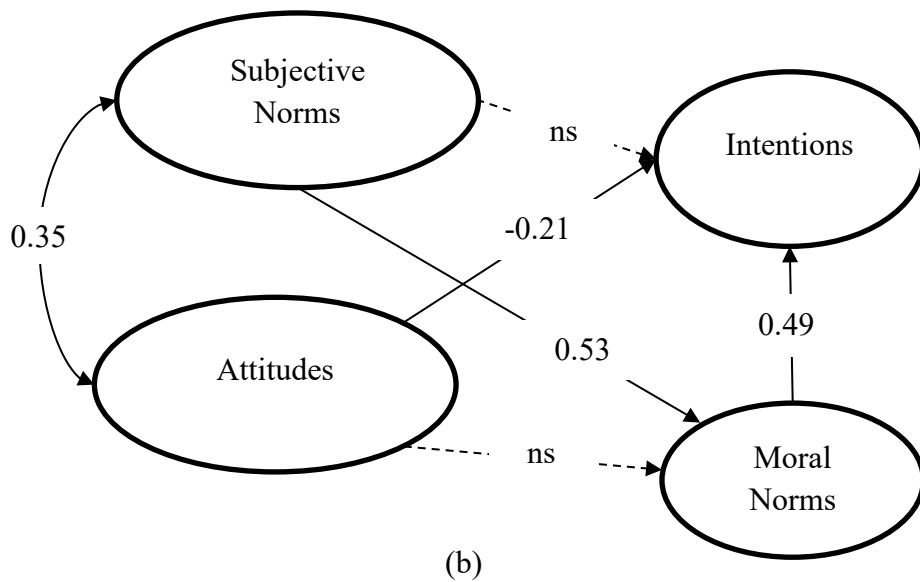 Subjective
Norms
ns
Intentions
0.35
-0.21
0.53
0.49
Attitudes
ns
Moral
Norms
(b)